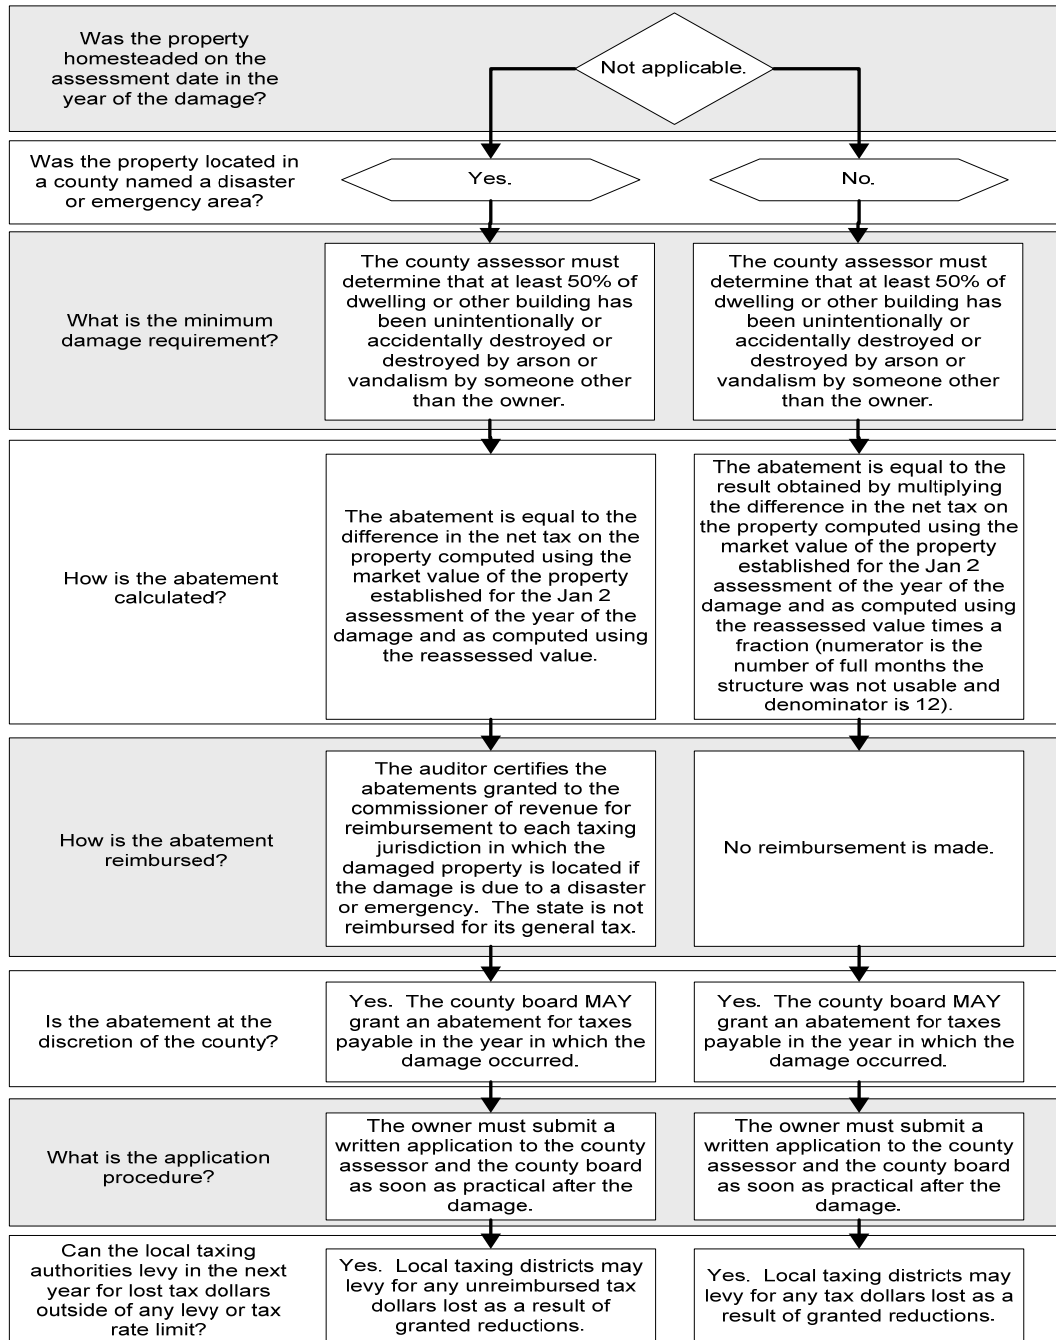 Was the property
homesteaded on the
assessment date in the
year of the damage?
Not applicable.
Was the property located in
a county named a disaster
or emergency area?
Yes.
No.
What is the minimum
damage requirement?
The county assessor must
determine that at least 50% of
dwelling or other building has
been unintentionally or
accidentally destroyed or
destroyed by arson or
vandalism by someone other
than the owner.
The county assessor must
determine that at least 50% of
dwelling or other building has
been unintentionally or
accidentally destroyed or
destroyed by arson or
vandalism by someone other
than the owner.
How is the abatement
calculated?
The abatement is equal to the
difference in the net tax on
the property computed using the
market value of the property
established for the Jan 2
assessment of the year of
the damage and as computed using
the reassessed value.
The abatement is equal to the
result obtained by multiplying
the difference in the net tax on
the property computed using the
market value of the property
established for the Jan 2
assessment of the year of the
damage and as computed using
the reassessed value times a
fraction (numerator is the
number of full months the
structure was not usable and
denominator is 12).
How is the abatement
reimbursed?
The auditor certifies the
abatements granted to the
commissioner of revenue for
reimbursement to each taxing
jurisdiction in which the
damaged property is located if
the damage is due to a disaster
or emergency.  The state is not
reimbursed for its general tax.
No reimbursement is made.
Is the abatement at the
discretion of the county?
Yes.  The county board MAY
grant an abatement for taxes
payable in the year in which the
damage occurred.
Yes.  The county board MAY
grant an abatement for taxes
payable in the year in which the
damage occurred.
What is the application
procedure?
The owner must submit a
written application to the county
assessor and the county board
as soon as practical after the
damage.
The owner must submit a
written application to the county
assessor and the county board
as soon as practical after the
damage.
Can the local taxing
authorities levy in the next
year for lost tax dollars
outside of any levy or tax
rate limit?
Yes.  Local taxing districts may
levy for any unreimbursed tax
dollars lost as a result of
granted reductions.
Yes.  Local taxing districts may
levy for any tax dollars lost as a
result of granted reductions.